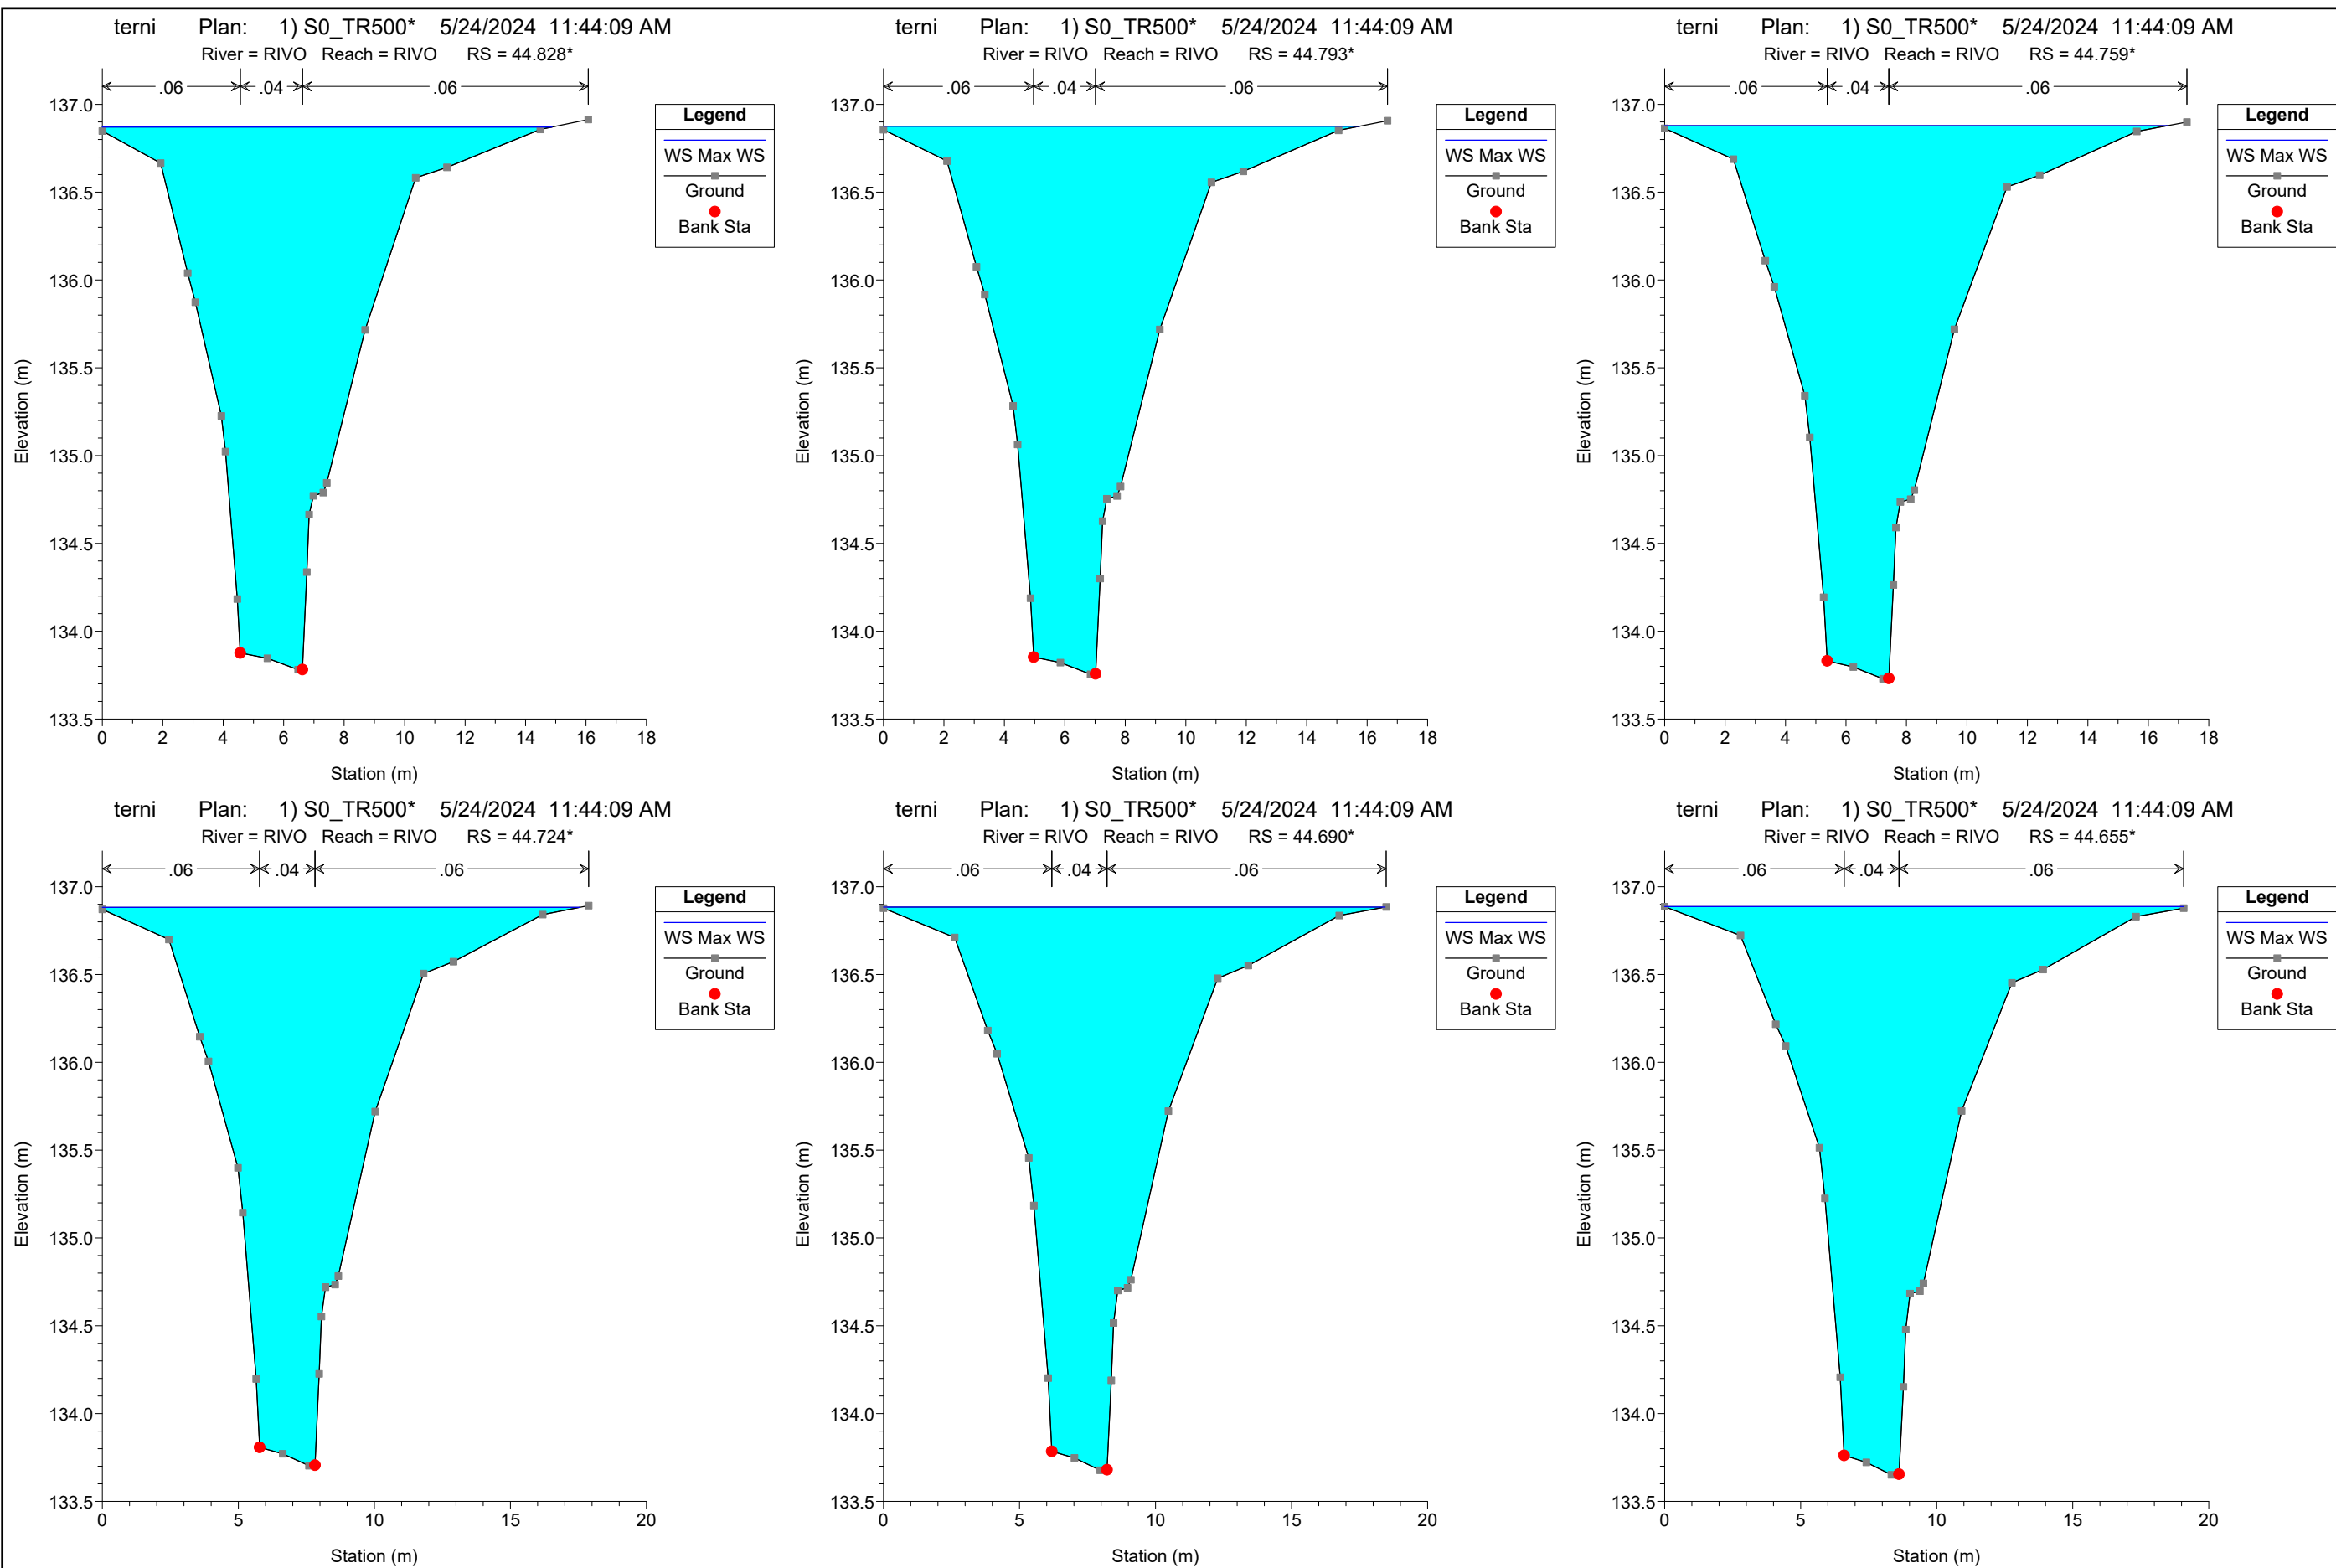 terni Plan: 1) S0_TR500* 5/24/2024 11:44:09 AM
River = RIVO Reach = RIVO RS = 44.828*
.06 .04 .06
Legend
WS Max WS
Ground
Bank Sta
137.0
136.5
136.0
135.5
135.0
134.5
134.0
133.5
Elevation (m)
0 2 4 6 8 10 12 14 16 18
Station (m)
terni Plan: 1) S0_TR500* 5/24/2024 11:44:09 AM
River = RIVO Reach = RIVO RS = 44.793*
.06 .04 .06
Legend
WS Max WS
Ground
Bank Sta
137.0
136.5
136.0
135.5
135.0
134.5
134.0
133.5
Elevation (m)
0 2 4 6 8 10 12 14 16 18
Station (m)
terni Plan: 1) S0_TR500* 5/24/2024 11:44:09 AM
River = RIVO Reach = RIVO RS = 44.759*
.06 .04 .06
Legend
WS Max WS
Ground
Bank Sta
137.0
136.5
136.0
135.5
135.0
134.5
134.0
133.5
Elevation (m)
0 2 4 6 8 10 12 14 16 18
Station (m)
terni Plan: 1) S0_TR500* 5/24/2024 11:44:09 AM
River = RIVO Reach = RIVO RS = 44.724*
.06 .04 .06
Legend
WS Max WS
Ground
Bank Sta
137.0
136.5
136.0
135.5
135.0
134.5
134.0
133.5
Elevation (m)
0 5 10 15 20
Station (m)
terni Plan: 1) S0_TR500* 5/24/2024 11:44:09 AM
River = RIVO Reach = RIVO RS = 44.690*
.06 .04 .06
Legend
WS Max WS
Ground
Bank Sta
137.0
136.5
136.0
135.5
135.0
134.5
134.0
133.5
Elevation (m)
0 5 10 15 20
Station (m)
terni Plan: 1) S0_TR500* 5/24/2024 11:44:09 AM
River = RIVO Reach = RIVO RS = 44.655*
.06 .04 .06
Legend
WS Max WS
Ground
Bank Sta
137.0
136.5
136.0
135.5
135.0
134.5
134.0
133.5
Elevation (m)
0 5 10 15 20
Station (m)